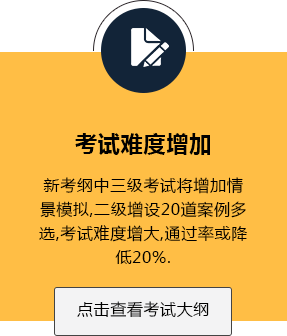 考试难度增加
新考纲中三级考试将增加情
景模拟,二级增设20道案例多
选,考试难度增大,通过率或降
低20%.
点击查看考试大纲